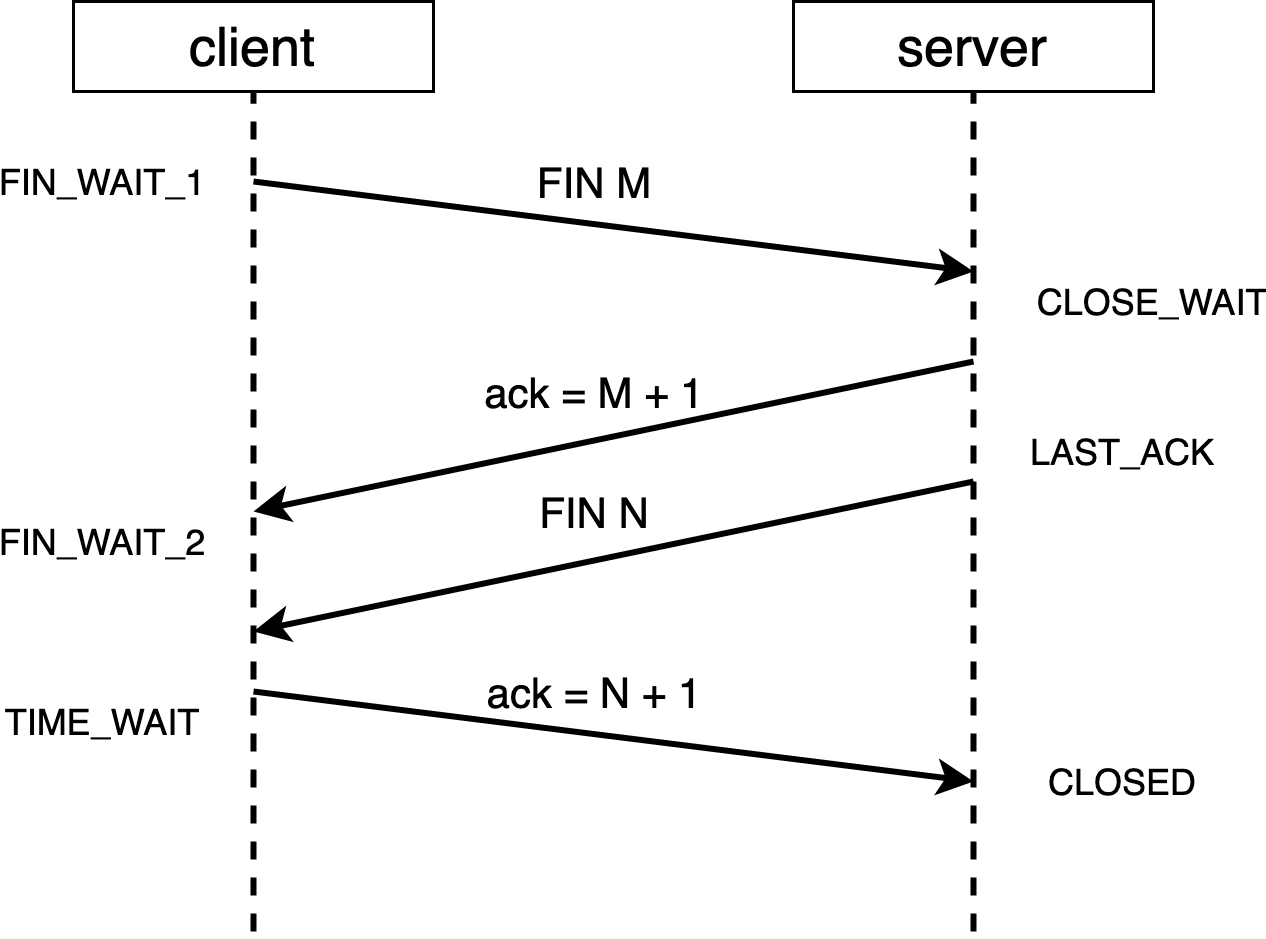 client
server
FIN_WAIT_1
FIN M
CLOSE_WAIT
ack = M + 1
LAST_ACK
FIN_WAIT_2
FIN N
TIME_WAIT
ack = N + 1
CLOSED